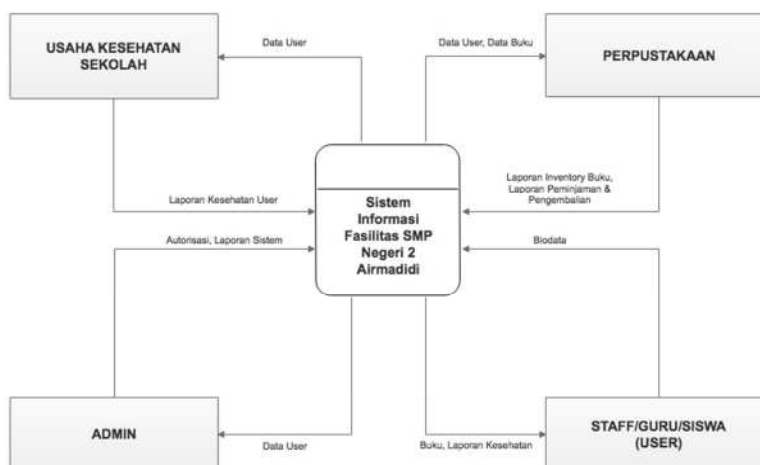 USAHA KESEHATAN
SEKOLAH
Data User
Data User, Data Buku
PERPUSTAKAAN
Laporan Kesehatan User
Laporan Inventory Buku,
Laporan Peminjaman &
Pengembalian
Sistem
Informasi
Fasilitas SMP
Negeri 2
Airmadidi
Autorisasi, Laporan Sistem
Biodata
ADMIN
Data User
Buku, Laporan Kesehatan
STAFF/GURU/SISWA
(USER)